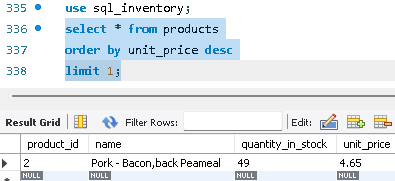 335 use sql_inventory;
336 select * from products
337 order by unit_price desc
338 limit 1;
Result Grid Filter Rows: Edit:
product_id name quantity_in_stock unit_price
2 Pork - Bacon,back Peameal 49 4.65
NULL NULL NULL NULL